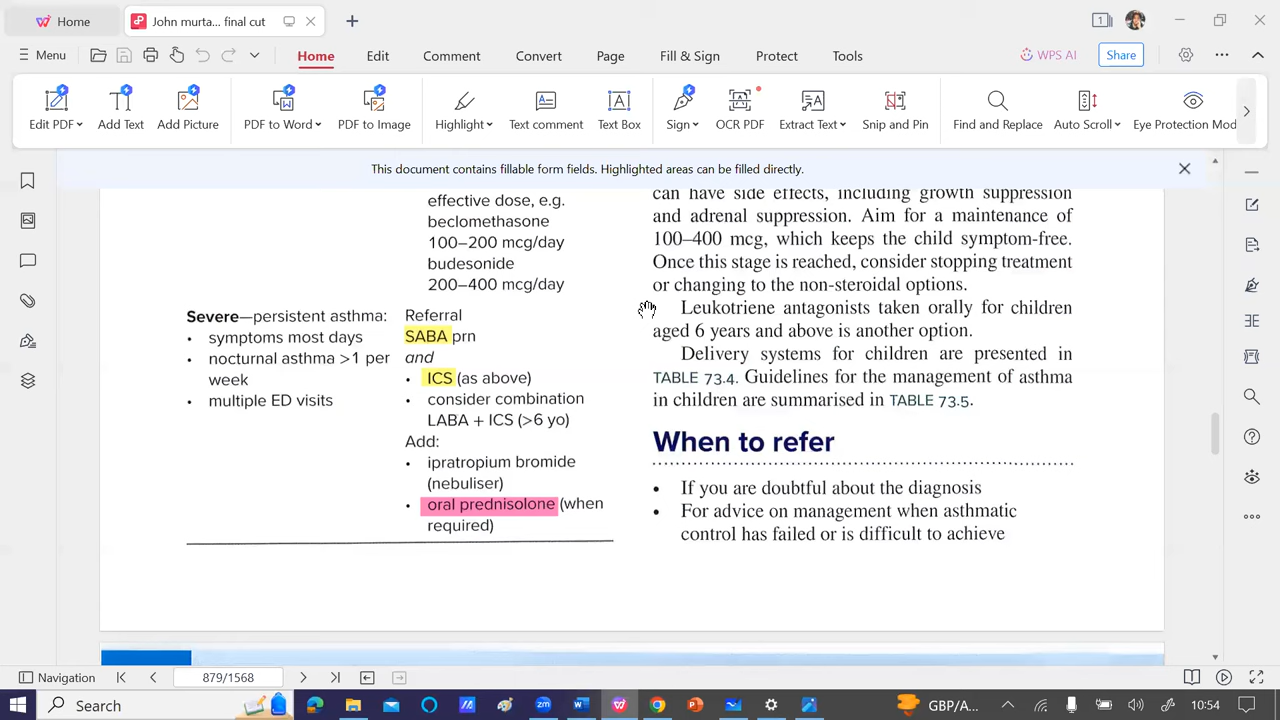 Home
John murta... final cut
1
Menu
Home
Edit
Comment
Convert
Page
Fill & Sign
Protect
Tools
WPS AI
Share
Edit PDF
Add Text
Add Picture
PDF to Word
PDF to Image
Highlight
Text comment
Text Box
Sign
OCR PDF
Extract Text
Snip and Pin
Find and Replace
Auto Scroll
Eye Protection Mod
This document contains fillable form fields. Highlighted areas can be filled directly.
effective dose, e.g.
beclomethasone
100–200 mcg/day
budesonide
200–400 mcg/day
Severe—persistent asthma:
• symptoms most days
• nocturnal asthma >1 per
week
• multiple ED visits
Referral
SABA prn
and
• ICS (as above)
• consider combination
LABA + ICS (>6 yo)
Add:
• ipratropium bromide
(nebuliser)
• oral prednisolone (when
required)
can have side effects, including growth suppression
and adrenal suppression. Aim for a maintenance of
100–400 mcg, which keeps the child symptom-free.
Once this stage is reached, consider stopping treatment
or changing to the non-steroidal options.
Leukotriene antagonists taken orally for children
aged 6 years and above is another option.
Delivery systems for children are presented in
TABLE 73.4. Guidelines for the management of asthma
in children are summarised in TABLE 73.5.
When to refer
• If you are doubtful about the diagnosis
• For advice on management when asthmatic
control has failed or is difficult to achieve
Navigation
879/1568
Search
GBP/A...
10:54